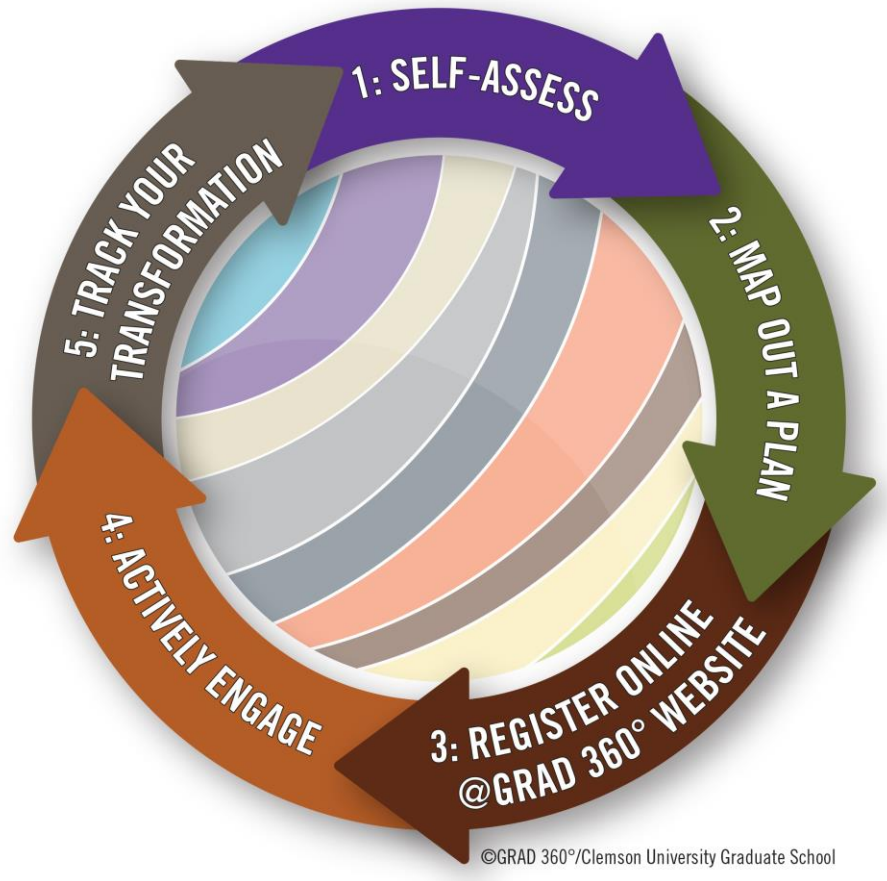 1: SELF-ASSESS
2: MAP OUT A PLAN
3: REGISTER ONLINE
@GRAD 360° WEBSITE
4: ACTIVELY ENGAGE
5: TRACK YOUR
TRANSFORMATION
©GRAD 360°/Clemson University Graduate School